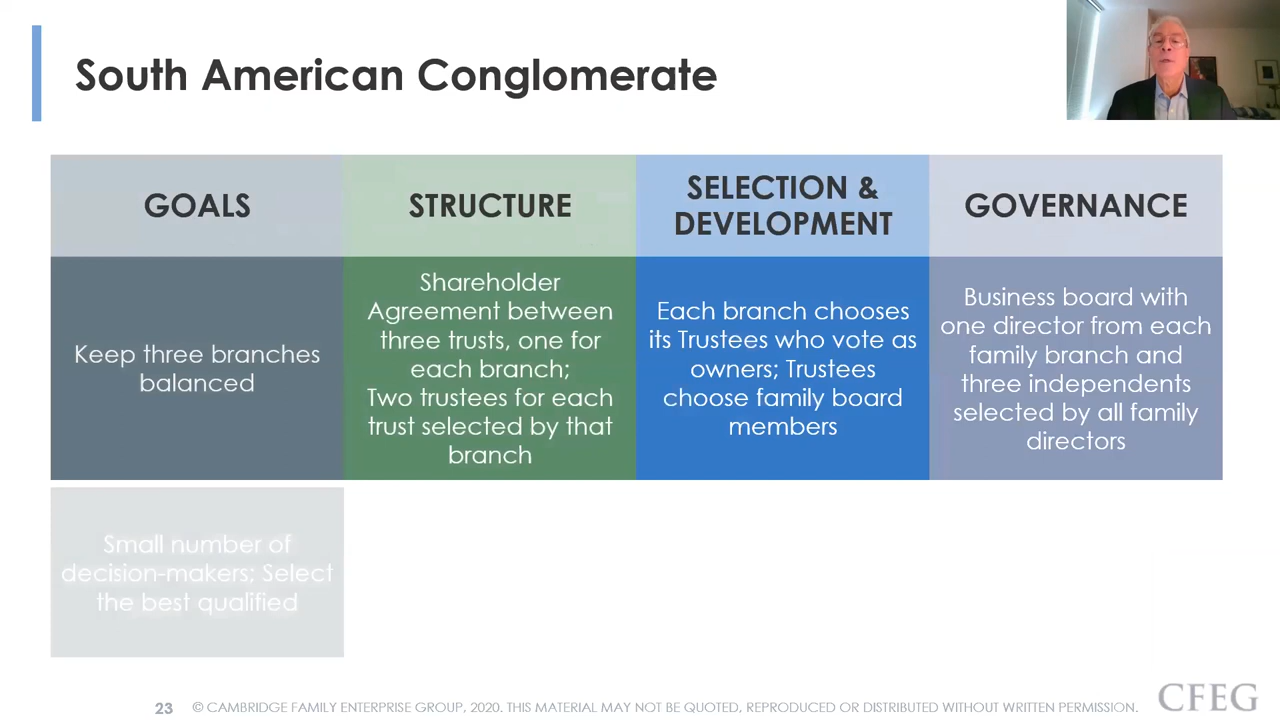 South American Conglomerate
GOALS
STRUCTURE
SELECTION &
DEVELOPMENT
GOVERNANCE
Keep three branches
balanced
Shareholder
Agreement between
three trusts, one for
each branch;
Two trustees for each
trust selected by that
branch
Each branch chooses
its Trustees who vote as
owners; Trustees
choose family board
members
Business board with
one director from each
family branch and
three independents
selected by all family
directors
Small number of
decision-makers; Select
the best qualified
23
© CAMBRIDGE FAMILY ENTERPRISE GROUP, 2020. THIS MATERIAL MAY NOT BE QUOTED, REPRODUCED OR DISTRIBUTED WITHOUT WRITTEN PERMISSION.
CFEG